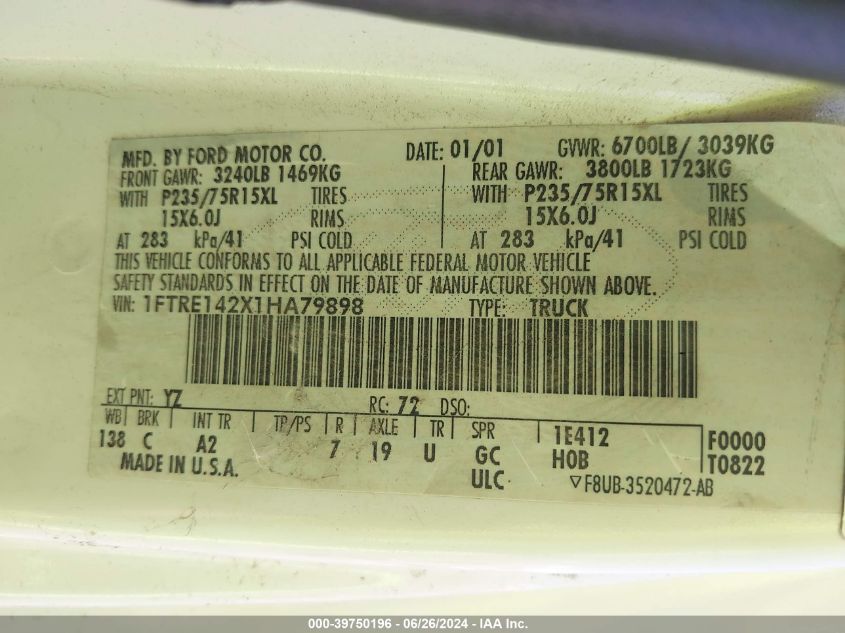 MFD. BY FORD MOTOR CO. DATE: 01/01 GVWR: 6700LB/ 3039KG
FRONT GAWR: 3240LB 1469KG REAR GAWR: 3800LB 1723KG
WITH P235/75R15XL TIRES WITH P235/75R15XL TIRES
15X6.0J RIMS 15X6.0J RIMS
AT 283 kPa/41 PSI COLD AT 283 kPa/41 PSI COLD
THIS VEHICLE CONFORMS TO ALL APPLICABLE FEDERAL MOTOR VEHICLE
SAFETY STANDARDS IN EFFECT ON THE DATE OF MANUFACTURE SHOWN ABOVE.
VIN: 1FTRE142X1HA79898 TYPE: TRUCK
EXT PNT: YZ RC: 72 DSO:
WB BRK INT TR TP/PS R AXLE TR SPR 1E412 F0000
138 C A2 7 19 U GC H0B T0822
MADE IN U.S.A. ULC ▽F8UB-3520472-AB
000-39750196 - 06/26/2024 - IAA Inc.